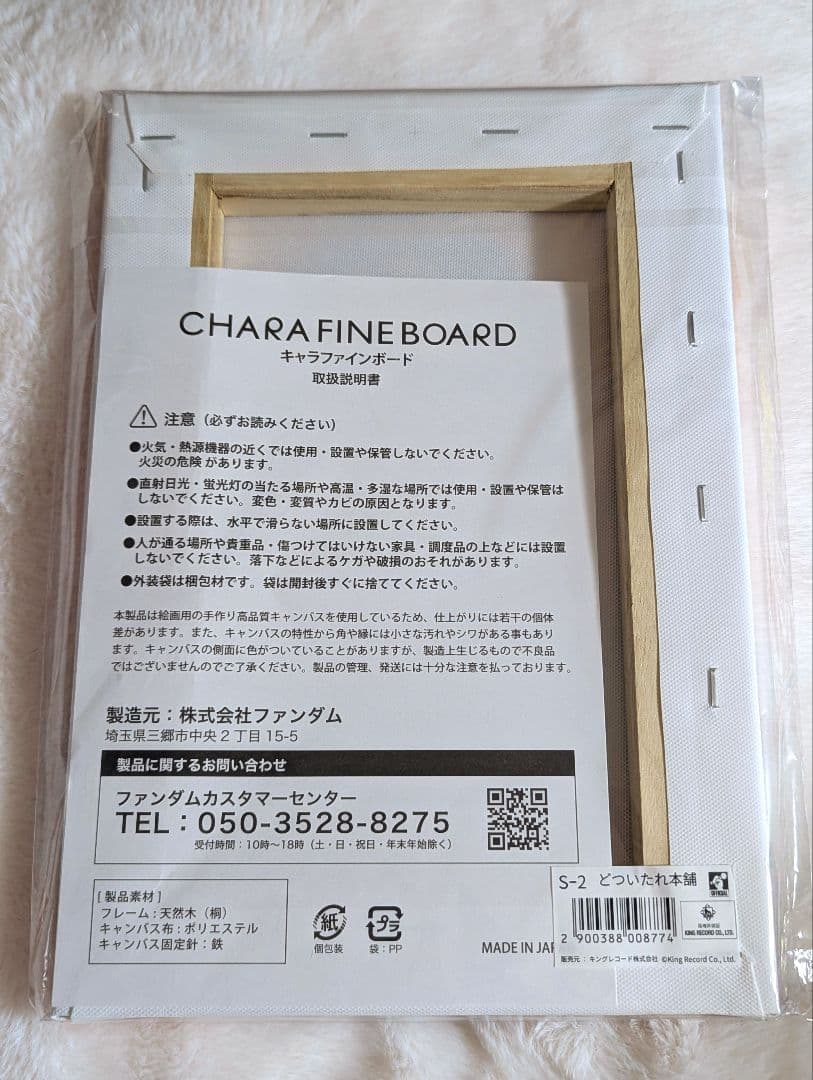 CHARA FINE BOARD
キャラファインボード
取扱説明書
注意（必ずお読みください）
●火気・熱源機器の近くでは使用・設置や保管しないでください。
火災の危険 があります。
●直射日光・蛍光灯の当たる場所や高温・多湿な場所では使用・設置や保管は
しないでください。変色・変質やカビの原因となります。
●設置する際は、水平で滑らない場所に設置してください。
●人が通る場所や貴重品・傷つけてはいけない家具・調度品の上などには設置
しないでください。落下などによるケガや破損のおそれがあります。
●外装袋は梱包材です。袋は開封後すぐに捨ててください。
本製品は絵画用の手作り高品質キャンバスを使用しているため、仕上がりには若干の個体
差があります。また、キャンバスの特性から角や縁には小さな汚れやシワがある事もあり
ます。キャンバスの側面に色がついていることがありますが、製造上生じるもので不良品
ではございませんのでご了承ください。製品の管理、発送には十分な注意を払っております。
製造元：株式会社ファンダム
埼玉県三郷市中央2丁目15-5
製品に関するお問い合わせ
ファンダムカスタマーセンター
TEL：050-3528-8275
受付時間：10時〜18時（土・日・祝日・年末年始除く）
[ 製品素材 ]
フレーム：天然木（桐）
キャンバス布：ポリエステル
キャンバス固定針：鉄
紙
個包装
プラ
袋：PP
MADE IN JAP
S-2 どついたれ本舗
OFFICIAL
2 900388 008774
KING RECORD CO., LTD.
販売元：キングレコード株式会社 ©King Record Co., Ltd.